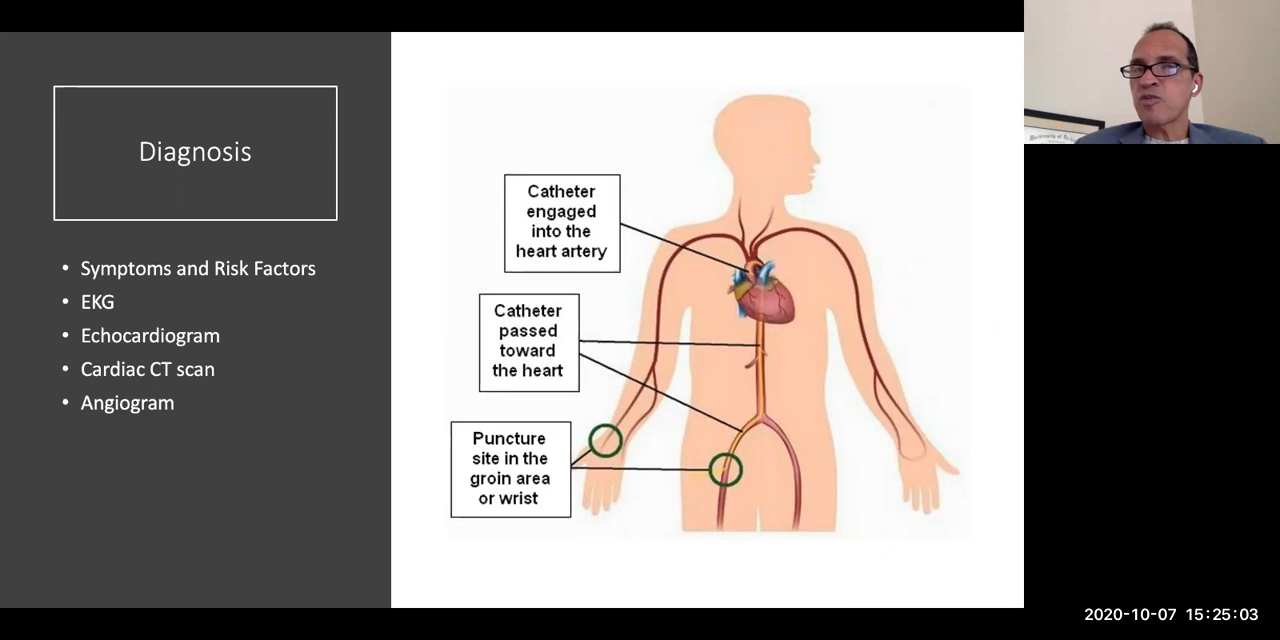 Diagnosis
• Symptoms and Risk Factors
• EKG
• Echocardiogram
• Cardiac CT scan
• Angiogram
Catheter
engaged
into the
heart artery
Catheter
passed
toward
the heart
Puncture
site in the
groin area
or wrist
2020-10-07 15:25:03